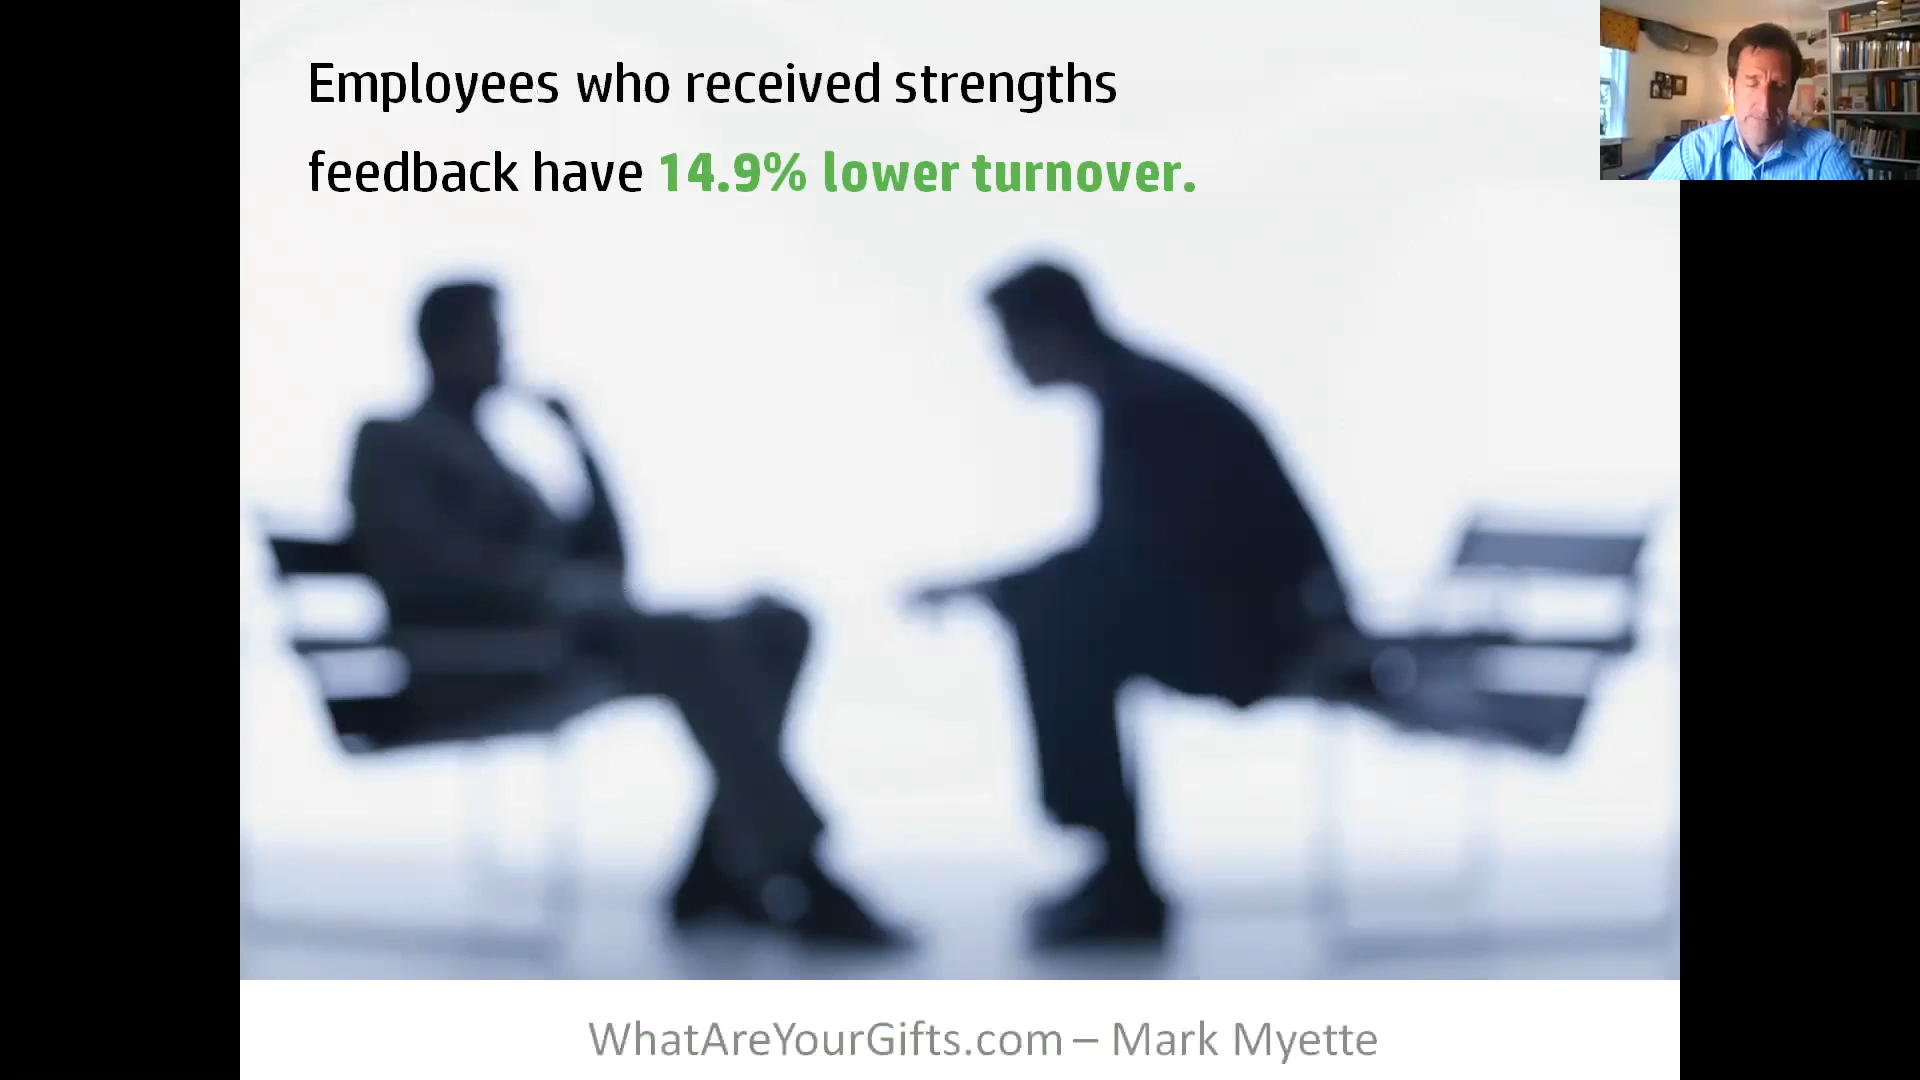 Employees who received strengths
feedback have 14.9% lower turnover.
WhatAreYourGifts.com – Mark Myette